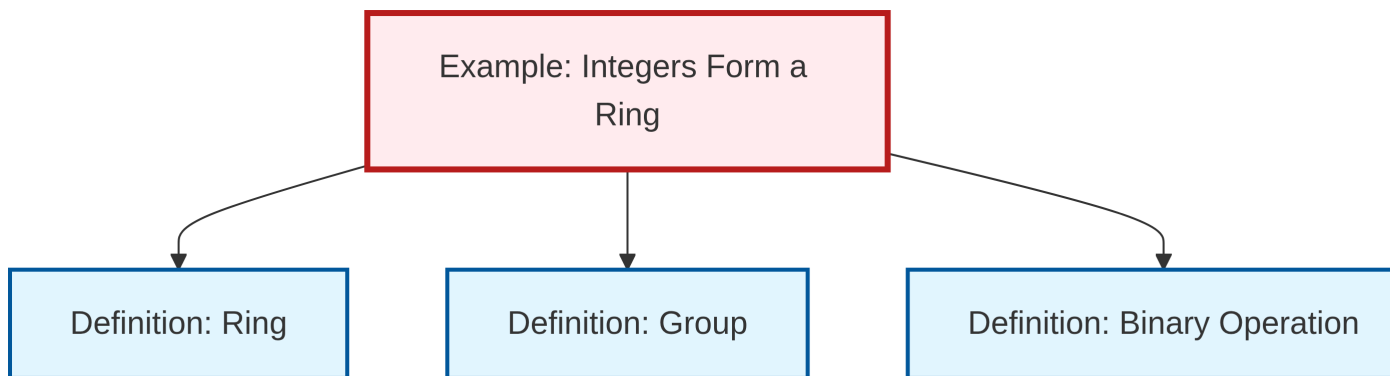 Example: Integers Form a
Ring
Definition: Ring
Definition: Group
Definition: Binary Operation